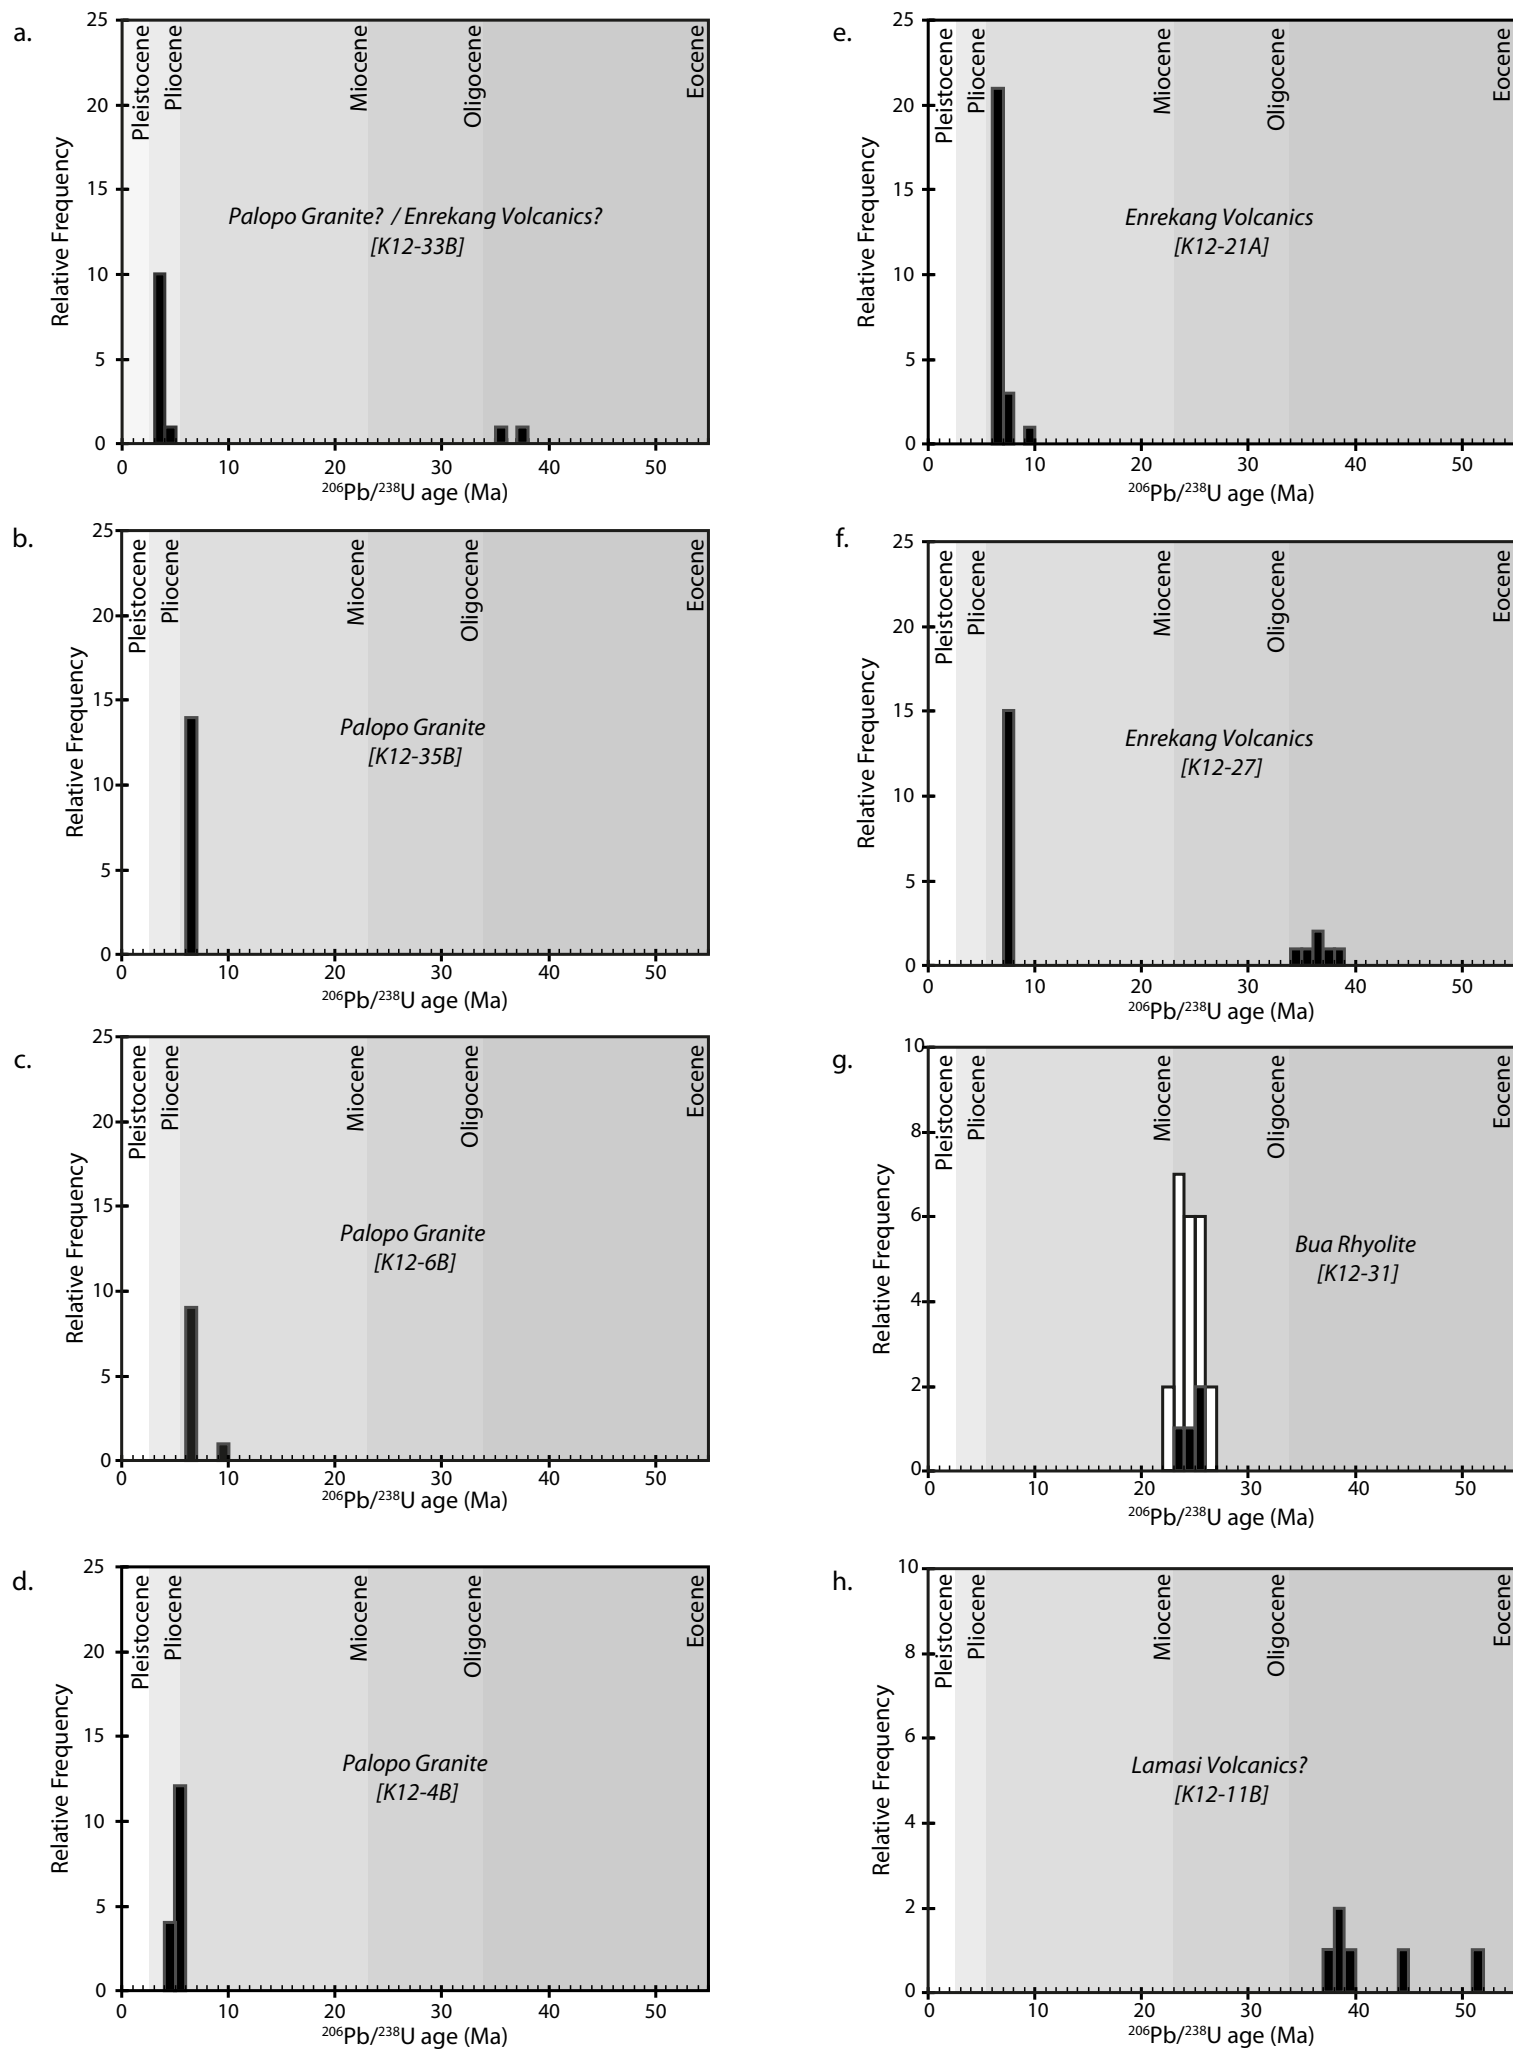 a.
25
20
15
10
5
0
Relative Frequency
Pleistocene
Pliocene
Miocene
Oligocene
Eocene
Palopo Granite? / Enrekang Volcanics?
[K12-33B]
0 10 20 30 40 50
206Pb/238U age (Ma)
b.
25
20
15
10
5
0
Relative Frequency
Pleistocene
Pliocene
Miocene
Oligocene
Eocene
Palopo Granite
[K12-35B]
0 10 20 30 40 50
206Pb/238U age (Ma)
c.
25
20
15
10
5
0
Relative Frequency
Pleistocene
Pliocene
Miocene
Oligocene
Eocene
Palopo Granite
[K12-6B]
0 10 20 30 40 50
206Pb/238U age (Ma)
d.
25
20
15
10
5
0
Relative Frequency
Pleistocene
Pliocene
Miocene
Oligocene
Eocene
Palopo Granite
[K12-4B]
0 10 20 30 40 50
206Pb/238U age (Ma)
e.
25
20
15
10
5
0
Relative Frequency
Pleistocene
Pliocene
Miocene
Oligocene
Eocene
Enrekang Volcanics
[K12-21A]
0 10 20 30 40 50
206Pb/238U age (Ma)
f.
25
20
15
10
5
0
Relative Frequency
Pleistocene
Pliocene
Miocene
Oligocene
Eocene
Enrekang Volcanics
[K12-27]
0 10 20 30 40 50
206Pb/238U age (Ma)
g.
10
8
6
4
2
0
Relative Frequency
Pleistocene
Pliocene
Miocene
Oligocene
Eocene
Bua Rhyolite
[K12-31]
0 10 20 30 40 50
206Pb/238U age (Ma)
h.
10
8
6
4
2
0
Relative Frequency
Pleistocene
Pliocene
Miocene
Oligocene
Eocene
Lamasi Volcanics?
[K12-11B]
0 10 20 30 40 50
206Pb/238U age (Ma)